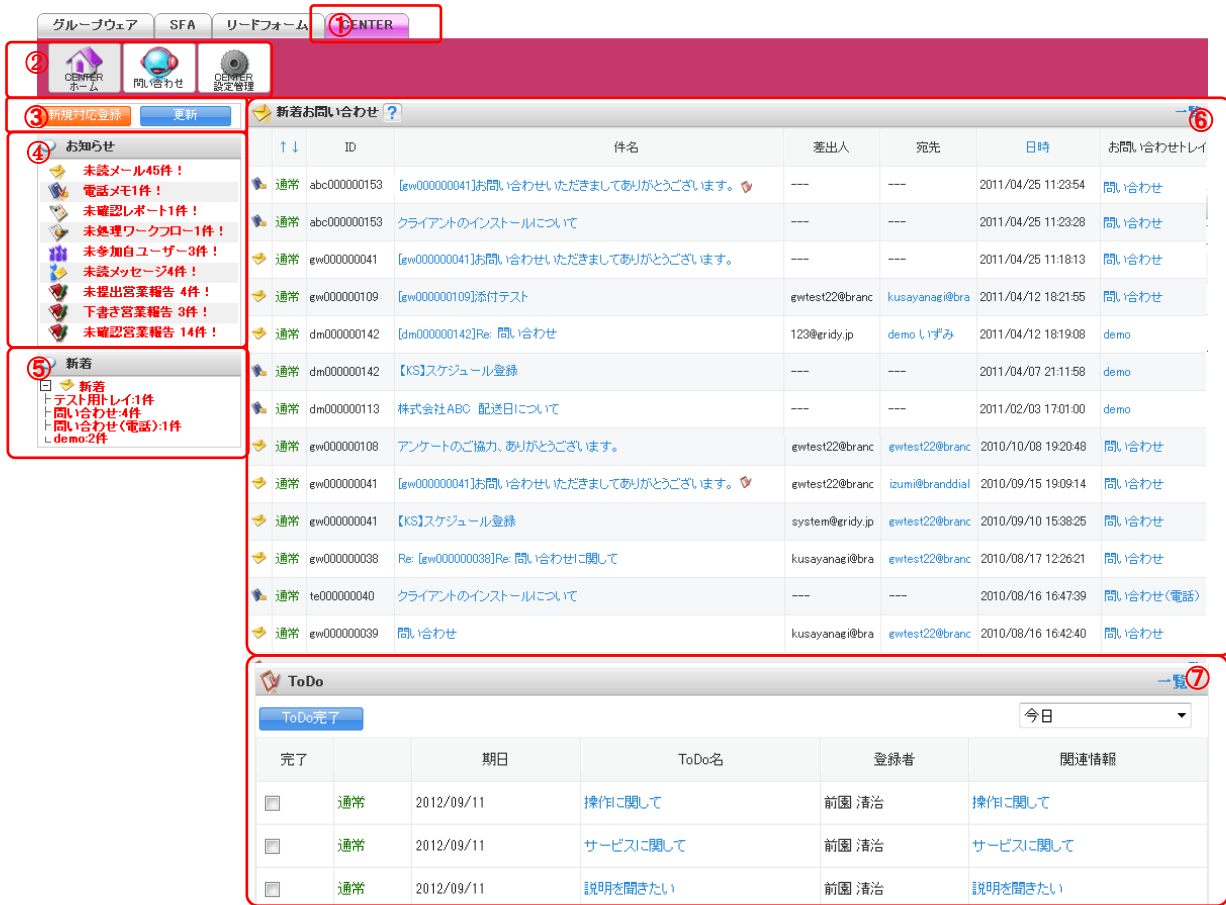 グループウェア SFA リードフォーム ① CENTER
② CENTERホーム 問い合わせ CENTER設定管理
③ 新規対応登録 更新
④ お知らせ
未読メール45件！
電話メモ1件！
未確認レポート1件！
未処理ワークフロー1件！
未参加自ユーザー3件！
未読メッセージ4件！
未提出営業報告 4件！
下書き営業報告 3件！
未確認営業報告 14件！
⑤ 新着
新着
テスト用トレイ:1件
問い合わせ:4件
問い合わせ(電話):1件
demo:2件
新着お問い合わせ ? 一覧 ⑥
↑↓ ID 件名 差出人 宛先 日時 お問い合わせトレイ
通常 abc000000153 [gw000000041]お問い合わせいただきましてありがとうございます。 --- --- 2011/04/25 11:23:54 問い合わせ
通常 abc000000153 クライアントのインストールについて --- --- 2011/04/25 11:23:28 問い合わせ
通常 gw000000041 [gw000000041]お問い合わせいただきましてありがとうございます。 --- --- 2011/04/25 11:18:13 問い合わせ
通常 gw000000109 [gw000000109]添付テスト gwtest22@branc kusayanagi@bra 2011/04/12 18:21:55 問い合わせ
通常 dm000000142 [dm000000142]Re: 問い合わせ 123@gridy.jp demo いずみ 2011/04/12 18:19:08 demo
通常 dm000000142 【KS】スケジュール登録 --- --- 2011/04/07 21:11:58 demo
通常 dm000000113 株式会社ABC 配送日について --- --- 2011/02/03 17:01:00 demo
通常 gw000000108 アンケートのご協力、ありがとうございます。 gwtest22@branc gwtest22@branc 2010/10/08 19:20:48 問い合わせ
通常 gw000000041 [gw000000041]お問い合わせいただきましてありがとうございます。 gwtest22@branc izumi@branddial 2010/09/15 19:09:14 問い合わせ
通常 gw000000041 【KS】スケジュール登録 system@gridy.jp gwtest22@branc 2010/09/10 15:38:25 問い合わせ
通常 gw000000038 Re: [gw000000038]Re: 問い合わせに関して kusayanagi@bra gwtest22@branc 2010/08/17 12:26:21 問い合わせ
通常 te000000040 クライアントのインストールについて --- --- 2010/08/16 16:47:39 問い合わせ(電話)
通常 gw000000039 問い合わせ kusayanagi@bra gwtest22@branc 2010/08/16 16:42:40 問い合わせ
ToDo 一覧 ⑦
ToDo完了 今日
完了 期日 ToDo名 登録者 関連情報
通常 2012/09/11 操作に関して 前園 清治 操作に関して
通常 2012/09/11 サービスに関して 前園 清治 サービスに関して
通常 2012/09/11 説明を聞きたい 前園 清治 説明を聞きたい